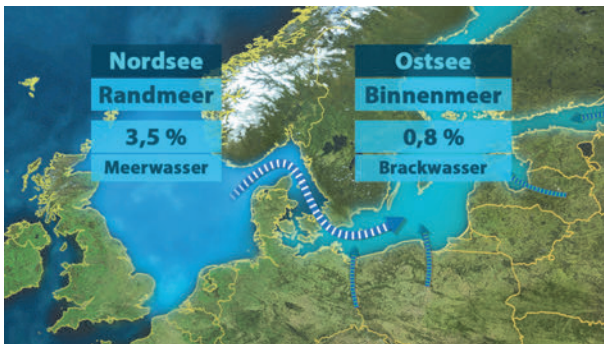 Nordsee
Randmeer
3,5 %
Meerwasser
Ostsee
Binnenmeer
0,8 %
Brackwasser